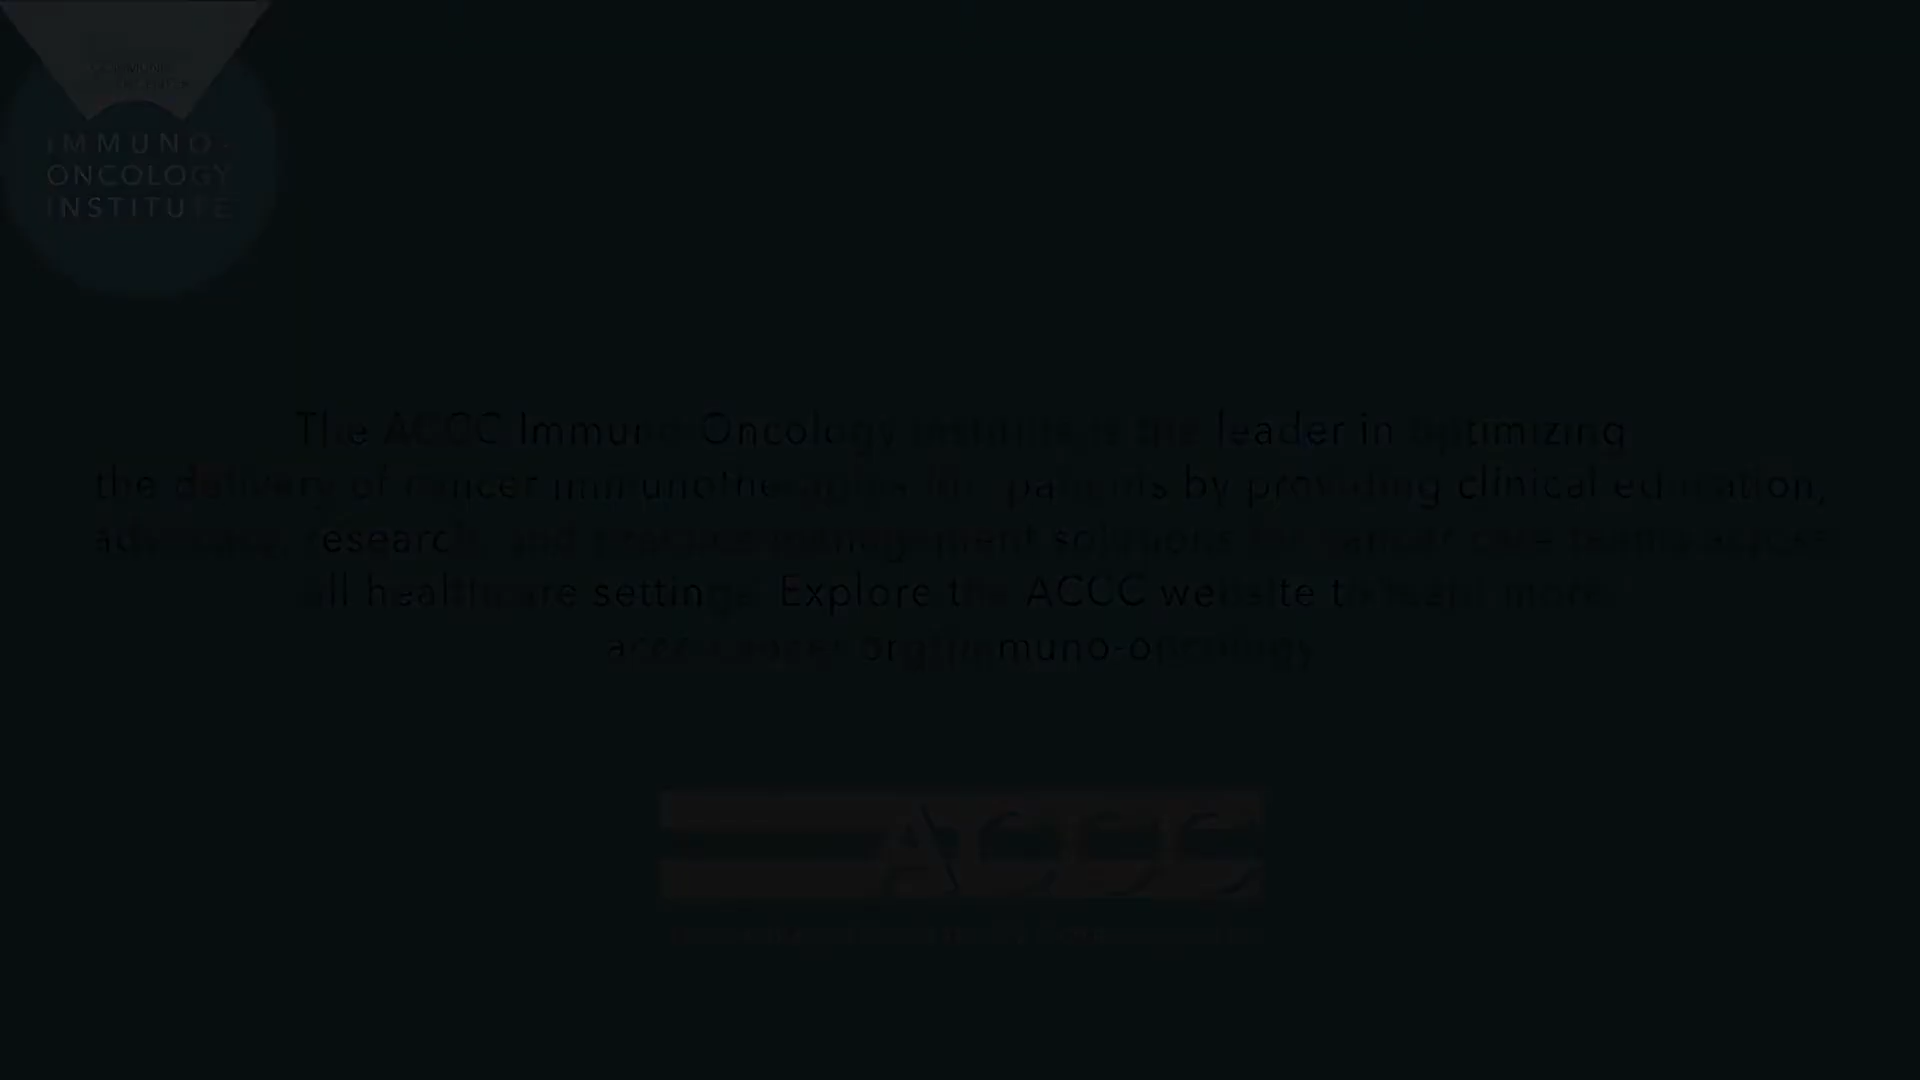 IMMUNO-
ONCOLOGY
INSTITUTE
The ACCC Immuno-Oncology Institute is the leader in optimizing
the delivery of cancer immunotherapies for patients by providing clinical education,
advocacy, research, and practice management solutions for cancer care teams across
all healthcare settings. Explore the ACCC website to learn more.
accc-cancer.org/immuno-oncology
ACCC